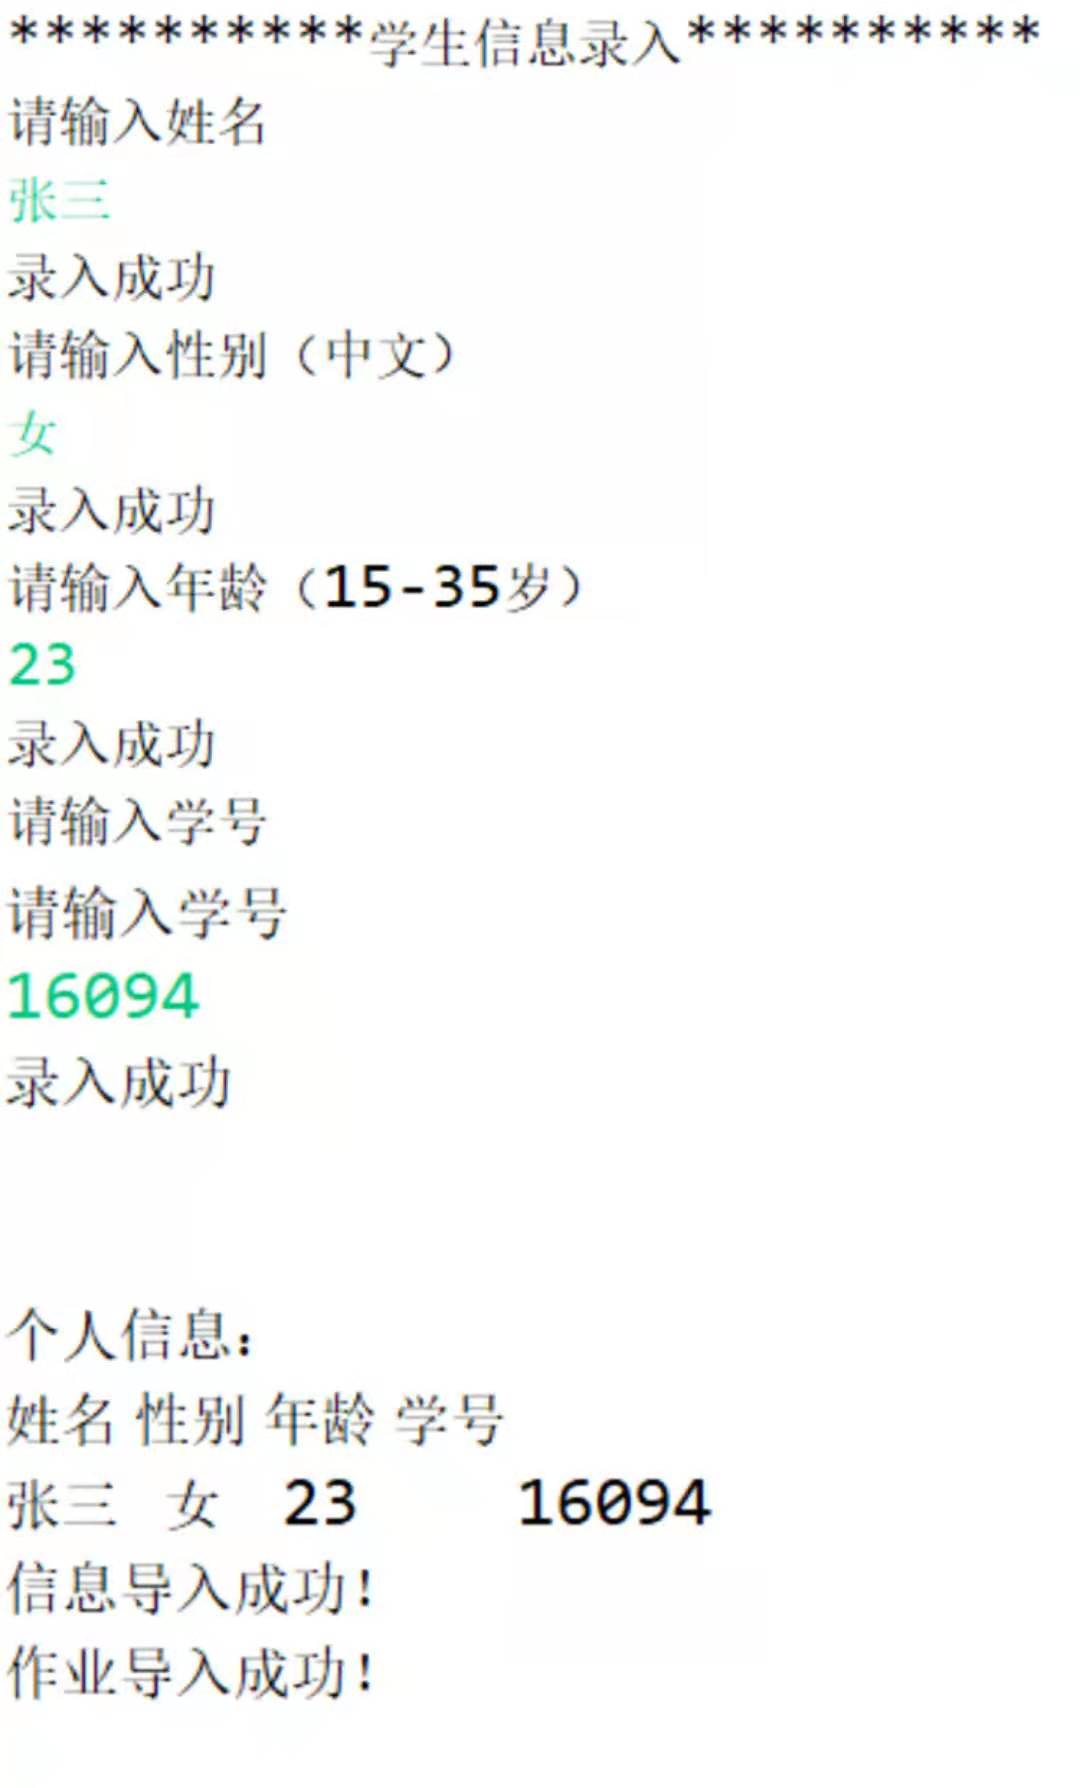 **********学生信息录入**********
请输入姓名
张三
录入成功
请输入性别（中文）
女
录入成功
请输入年龄（15-35岁）
23
录入成功
请输入学号
请输入学号
16094
录入成功
个人信息：
姓名 性别 年龄 学号
张三 女 23 16094
信息导入成功！
作业导入成功！